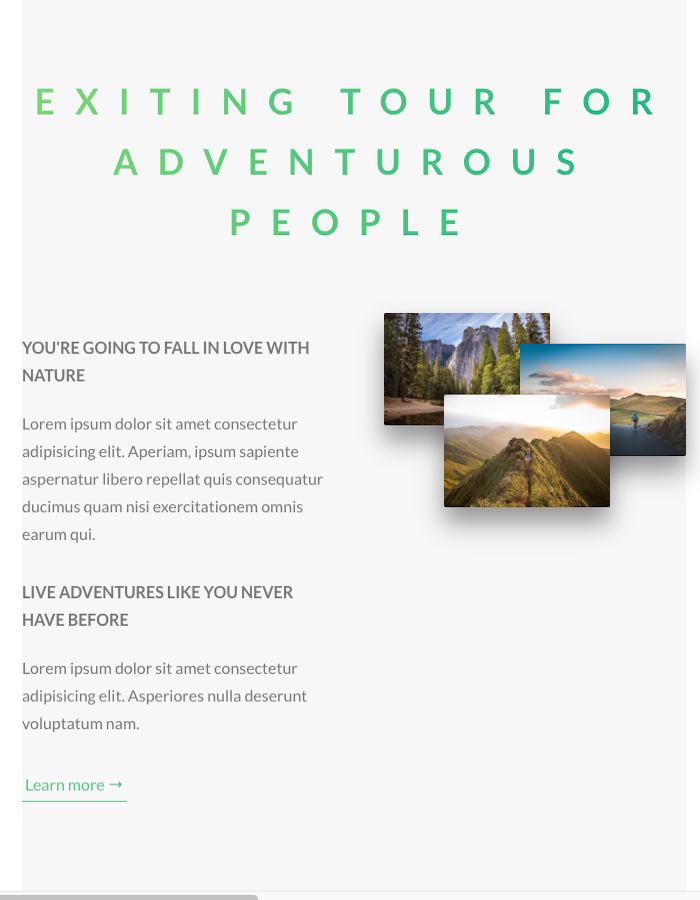 EXITING TOUR FOR
ADVENTUROUS
PEOPLE
YOU'RE GOING TO FALL IN LOVE WITH
NATURE
Lorem ipsum dolor sit amet consectetur
adipisicing elit. Aperiam, ipsum sapiente
aspernatur libero repellat quis consequatur
ducimus quam nisi exercitationem omnis
earum qui.
LIVE ADVENTURES LIKE YOU NEVER
HAVE BEFORE
Lorem ipsum dolor sit amet consectetur
adipisicing elit. Asperiores nulla deserunt
voluptatum nam.
Learn more →